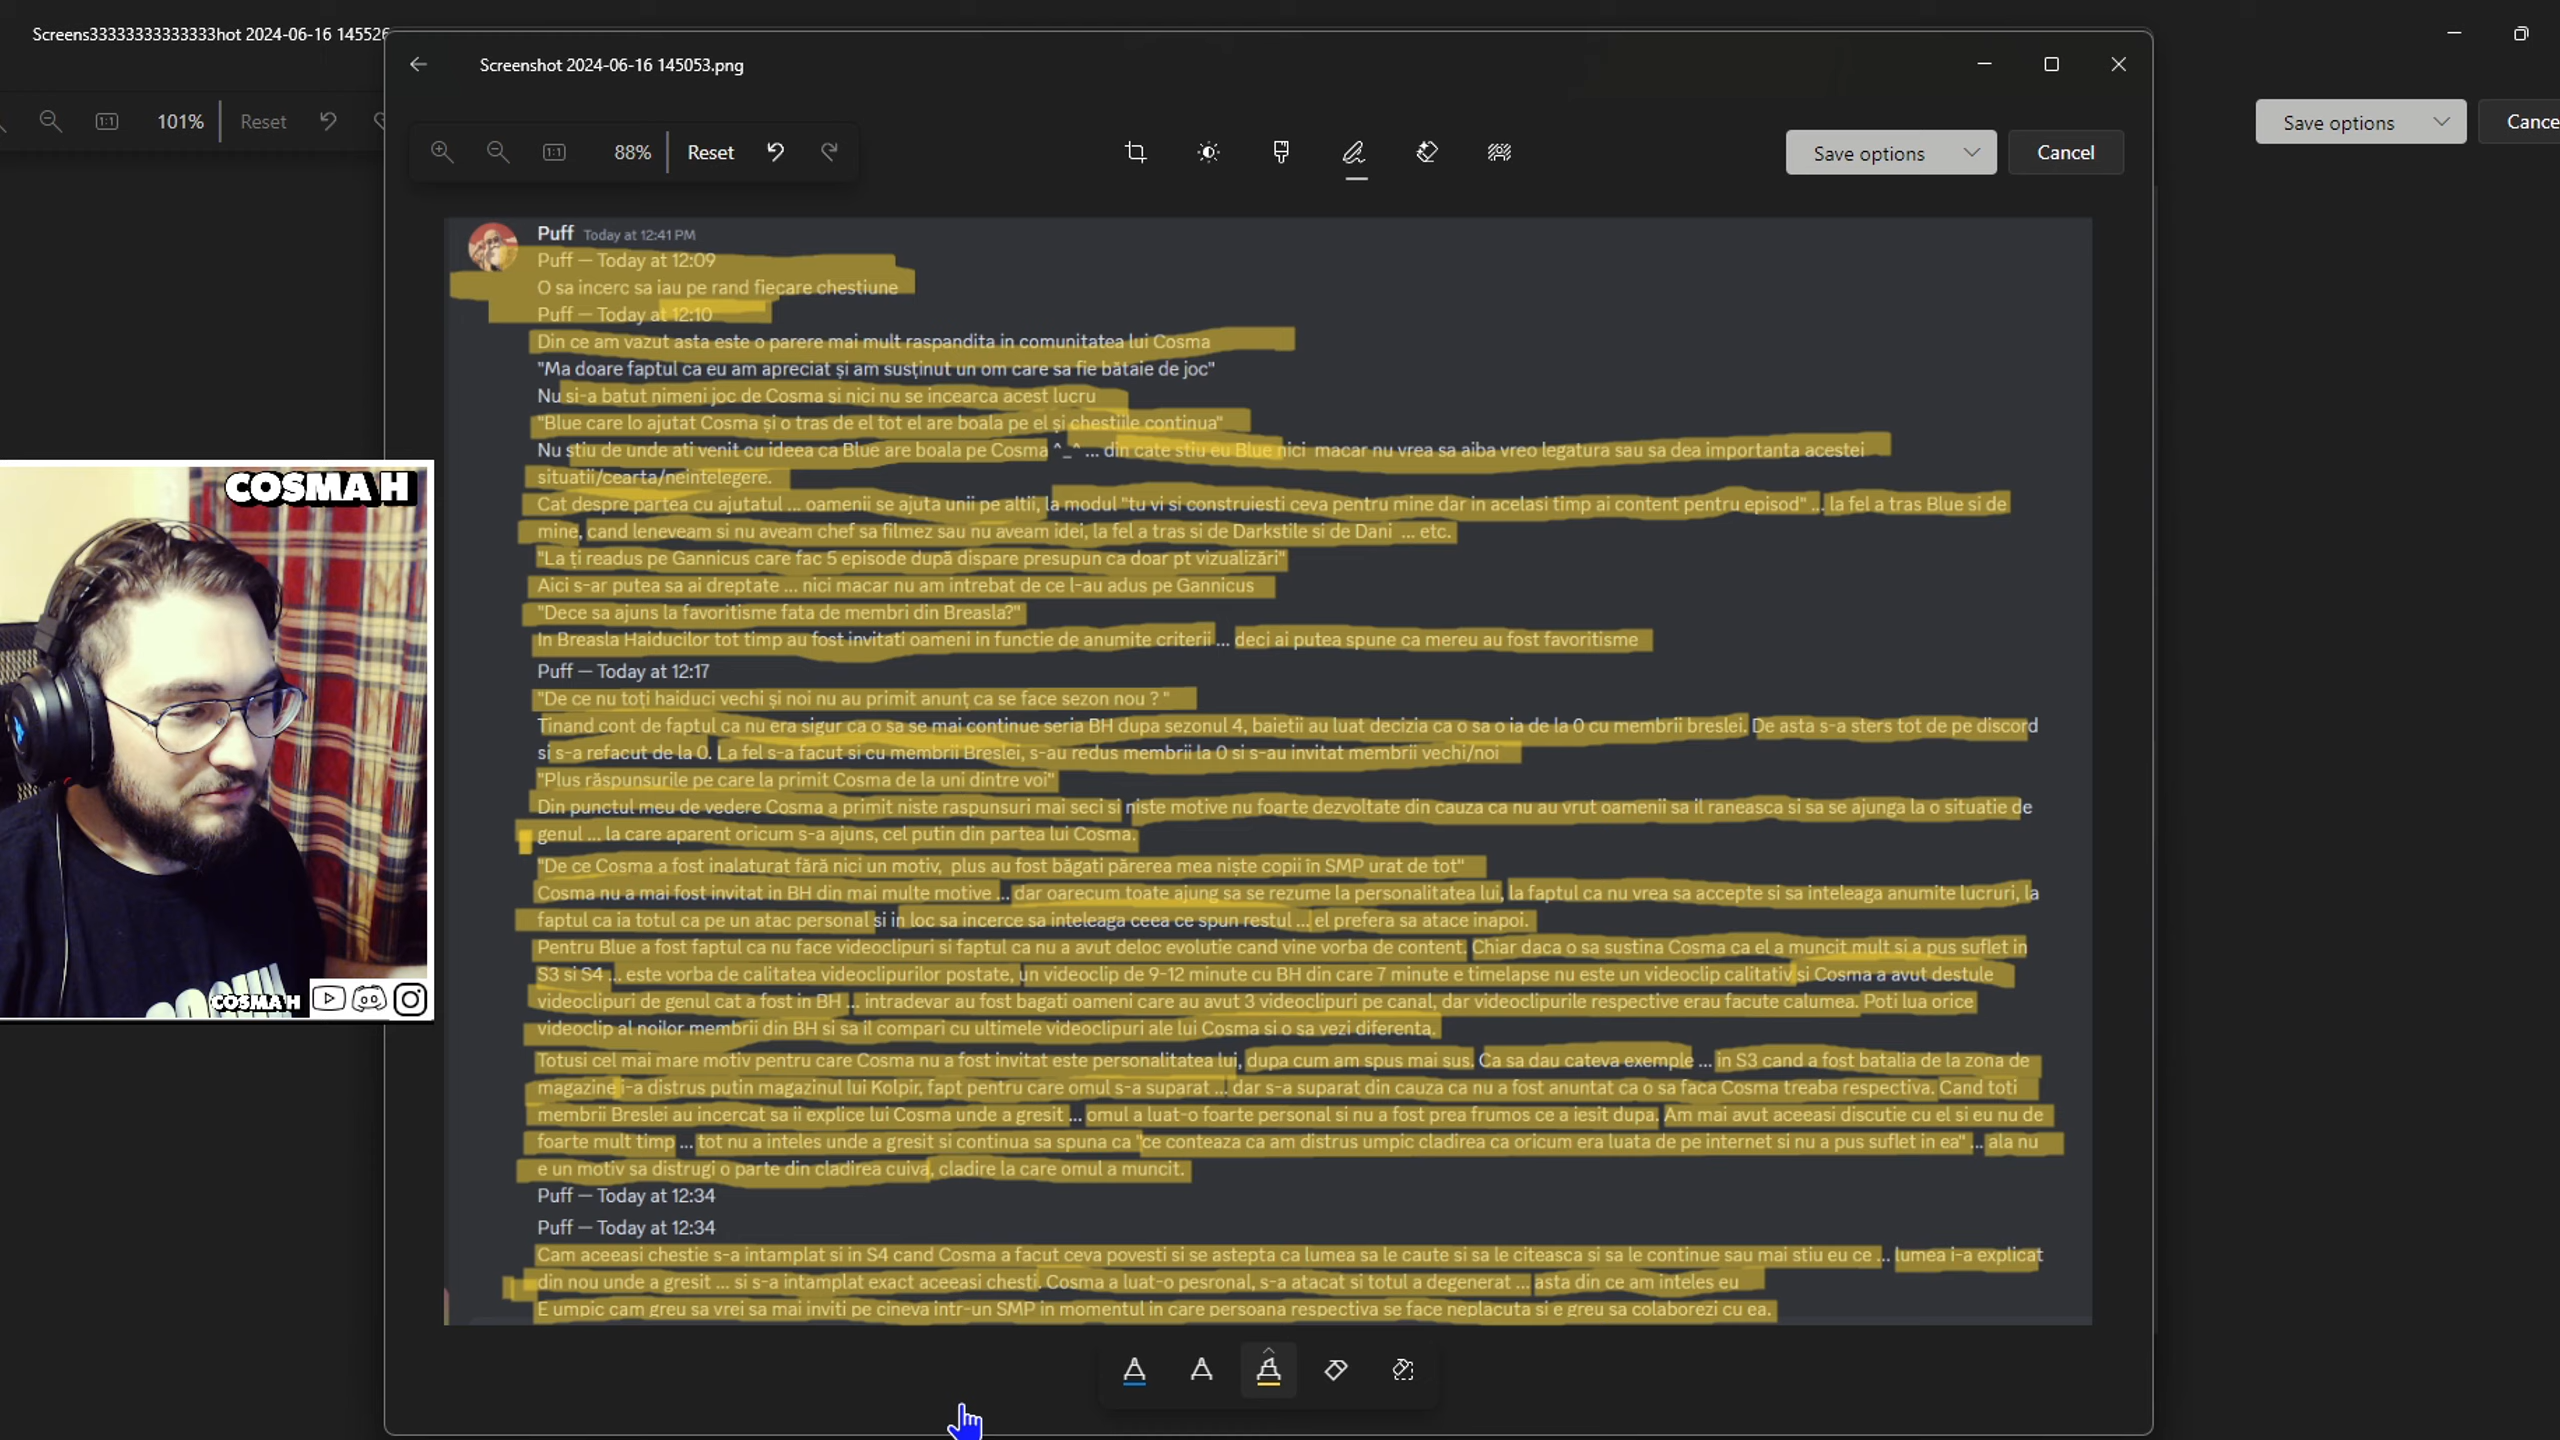 Screens33333333333333hot 2024-06-16 145526
Screenshot 2024-06-16 145053.png
101%
Reset
Save options
Cance
88%
Reset
Save options
Cancel
Puff Today at 12:41 PM
Puff — Today at 12:09
O sa incerc sa iau pe rand fiecare chestiune
Puff — Today at 12:10
Din ce am vazut asta este o parere mai mult raspandita in comunitatea lui Cosma
"Ma doare faptul ca eu am apreciat și am susținut un om care sa fie bătaie de joc"
Nu si-a batut nimeni joc de Cosma si nici nu se incearca acest lucru
"Blue care lo ajutat Cosma și o tras de el tot el are boala pe el și chestiile continua"
Nu stiu de unde ati venit cu ideea ca Blue are boala pe Cosma ^_^ ... din cate stiu eu Blue nici macar nu vrea sa aiba vreo legatura sau sa dea importanta acestei
situatii/cearta/neintelegere.
Cat despre partea cu ajutatul ... oamenii se ajuta unii pe altii, la modul "tu vi si construiesti ceva pentru mine dar in acelasi timp ai content pentru episod" ... la fel a tras Blue si de
mine, cand leneveam si nu aveam chef sa filmez sau nu aveam idei, la fel a tras si de Darkstile si de Dani ... etc.
"La ți readus pe Gannicus care fac 5 episode după dispare presupun ca doar pt vizualizări"
Aici s-ar putea sa ai dreptate ... nici macar nu am intrebat de ce l-au adus pe Gannicus
"Dece sa ajuns la favoritisme fata de membri din Breasla?"
In Breasla Haiducilor tot timp au fost invitati oameni in functie de anumite criterii ... deci ai putea spune ca mereu au fost favoritisme
Puff — Today at 12:17
"De ce nu toți haiduci vechi și noi nu au primit anunț ca se face sezon nou ? "
Tinand cont de faptul ca nu era sigur ca o sa se mai continue seria BH dupa sezonul 4, baietii au luat decizia ca o sa o ia de la 0 cu membrii breslei. De asta s-a sters tot de pe discord
si s-a refacut de la 0. La fel s-a facut si cu membrii Breslei, s-au redus membrii la 0 si s-au invitat membrii vechi/noi
"Plus răspunsurile pe care la primit Cosma de la uni dintre voi"
Din punctul meu de vedere Cosma a primit niste raspunsuri mai seci si niste motive nu foarte dezvoltate din cauza ca nu au vrut oamenii sa il raneasca si sa se ajunga la o situatie de
genul ... la care aparent oricum s-a ajuns, cel putin din partea lui Cosma.
"De ce Cosma a fost inalaturat fără nici un motiv, plus au fost băgati părerea mea niște copii în SMP urat de tot"
Cosma nu a mai fost invitat in BH din mai multe motive ... dar oarecum toate ajung sa se rezume la personalitatea lui, la faptul ca nu vrea sa accepte si sa inteleaga anumite lucruri, la
faptul ca ia totul ca pe un atac personal si in loc sa incerce sa inteleaga ceea ce spun restul ... el prefera sa atace inapoi.
Pentru Blue a fost faptul ca nu face videoclipuri si faptul ca nu a avut deloc evolutie cand vine vorba de content. Chiar daca o sa sustina Cosma ca el a muncit mult si a pus suflet in
S3 si S4 ... este vorba de calitatea videoclipurilor postate, un videoclip de 9-12 minute cu BH din care 7 minute e timelapse nu este un videoclip calitativ si Cosma a avut destule
videoclipuri de genul cat a fost in BH ... intradevar au fost bagati oameni care au avut 3 videoclipuri pe canal, dar videoclipurile respective erau facute calumea. Poti lua orice
videoclip al noilor membrii din BH si sa il compari cu ultimele videoclipuri ale lui Cosma si o sa vezi diferenta.
Totusi cel mai mare motiv pentru care Cosma nu a fost invitat este personalitatea lui, dupa cum am spus mai sus. Ca sa dau cateva exemple ... in S3 cand a fost batalia de la zona de
magazine i-a distrus putin magazinul lui Kolpir, fapt pentru care omul s-a suparat ... dar s-a suparat din cauza ca nu a fost anuntat ca o sa faca Cosma treaba respectiva. Cand toti
membrii Breslei au incercat sa ii explice lui Cosma unde a gresit ... omul a luat-o foarte personal si nu a fost prea frumos ce a iesit dupa. Am mai avut aceeasi discutie cu el si eu nu de
foarte mult timp ... tot nu a inteles unde a gresit si continua sa spuna ca "ce conteaza ca am distrus umpic cladirea ca oricum era luata de pe internet si nu a pus suflet in ea" ... ala nu
e un motiv sa distrugi o parte din cladirea cuiva, cladire la care omul a muncit.
Puff — Today at 12:34
Puff — Today at 12:34
Cam aceeasi chestie s-a intamplat si in S4 cand Cosma a facut ceva povesti si se astepta ca lumea sa le caute si sa le citeasca si sa le continue sau mai stiu eu ce ... lumea i-a explicat
din nou unde a gresit ... si s-a intamplat exact aceeasi chesti. Cosma a luat-o pesronal, s-a atacat si totul a degenerat ... asta din ce am inteles eu
E umpic cam greu sa vrei sa mai inviti pe cineva intr-un SMP in momentul in care persoana respectiva se face neplacuta si e greu sa colaborezi cu ea.
COSMA H
COSMA H